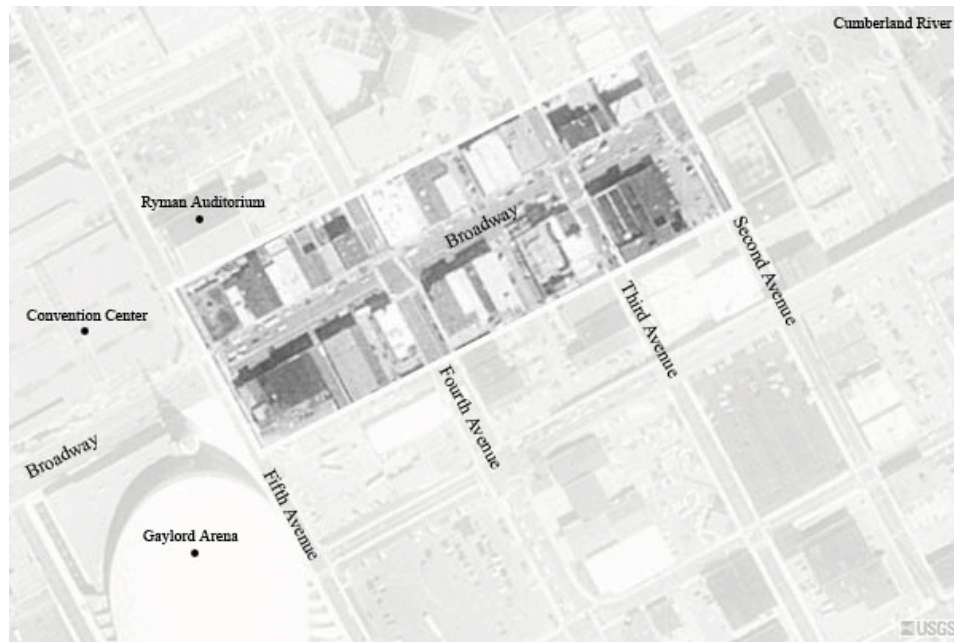 Cumberland River
Ryman Auditorium
Broadway
Second Avenue
Convention Center
Third Avenue
Fourth Avenue
Broadway
Fifth Avenue
Gaylord Arena
USGS